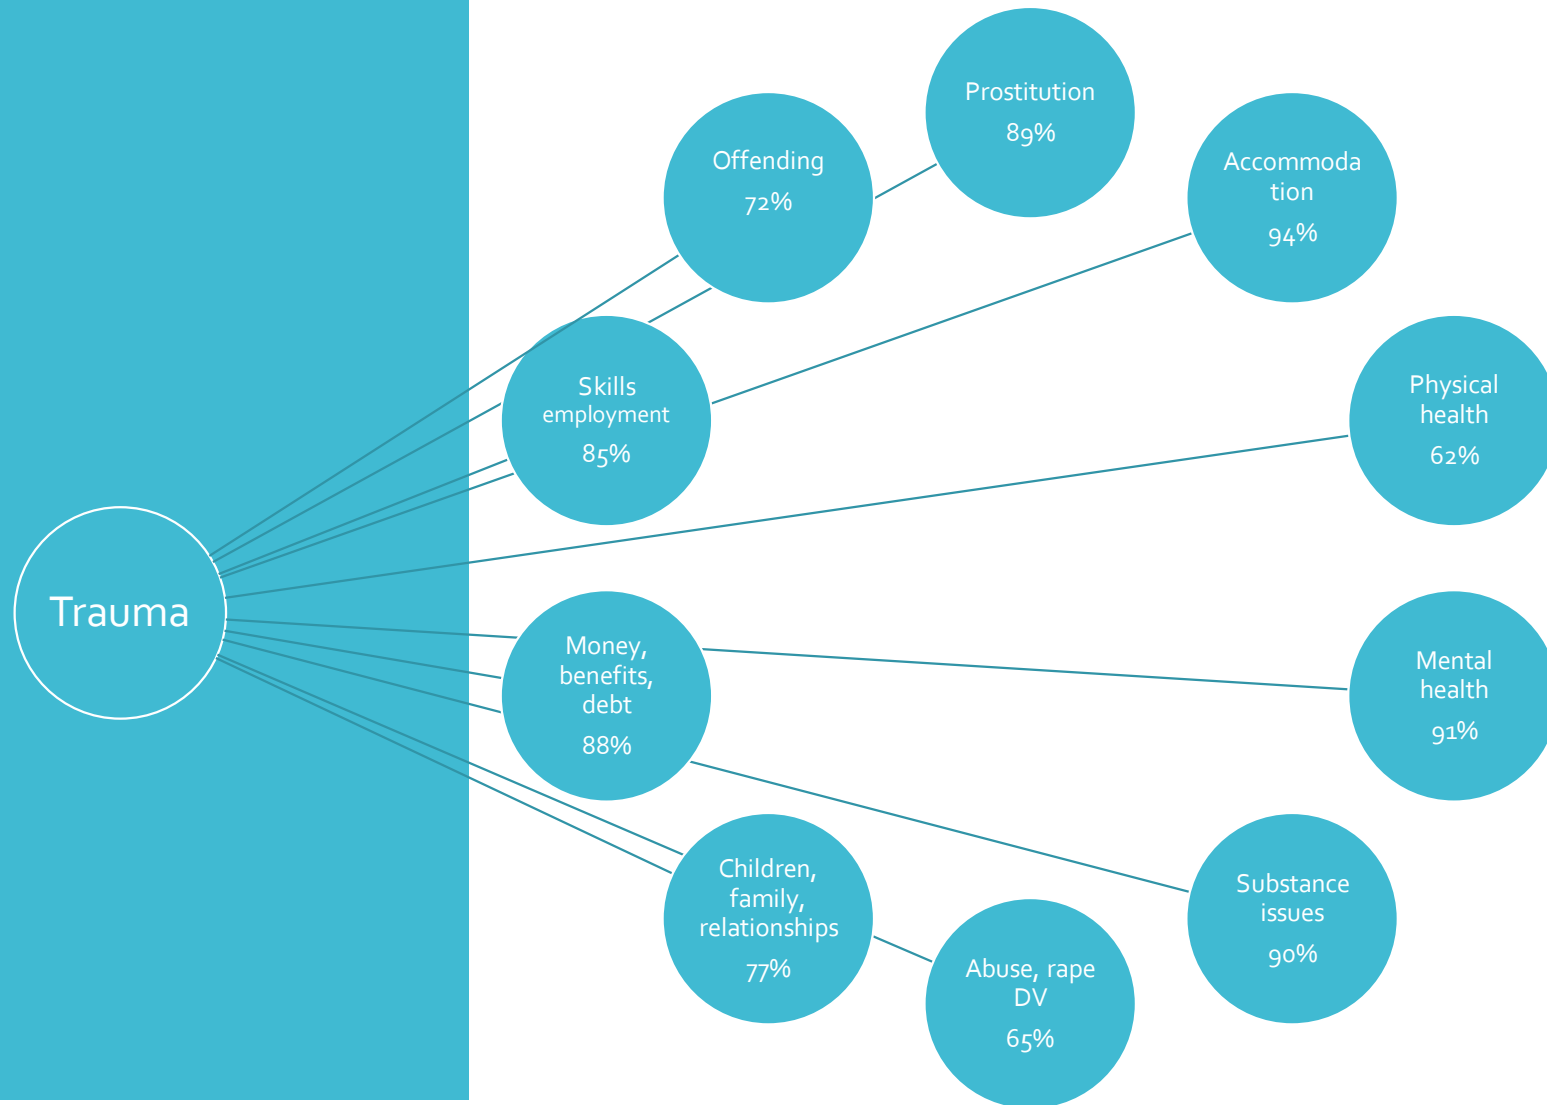 Trauma
Offending
72%
Prostitution
89%
Accommoda
tion
94%
Physical
health
62%
Mental
health
91%
Substance
issues
90%
Abuse, rape
DV
65%
Children,
family,
relationships
77%
Money,
benefits,
debt
88%
Skills
employment
85%